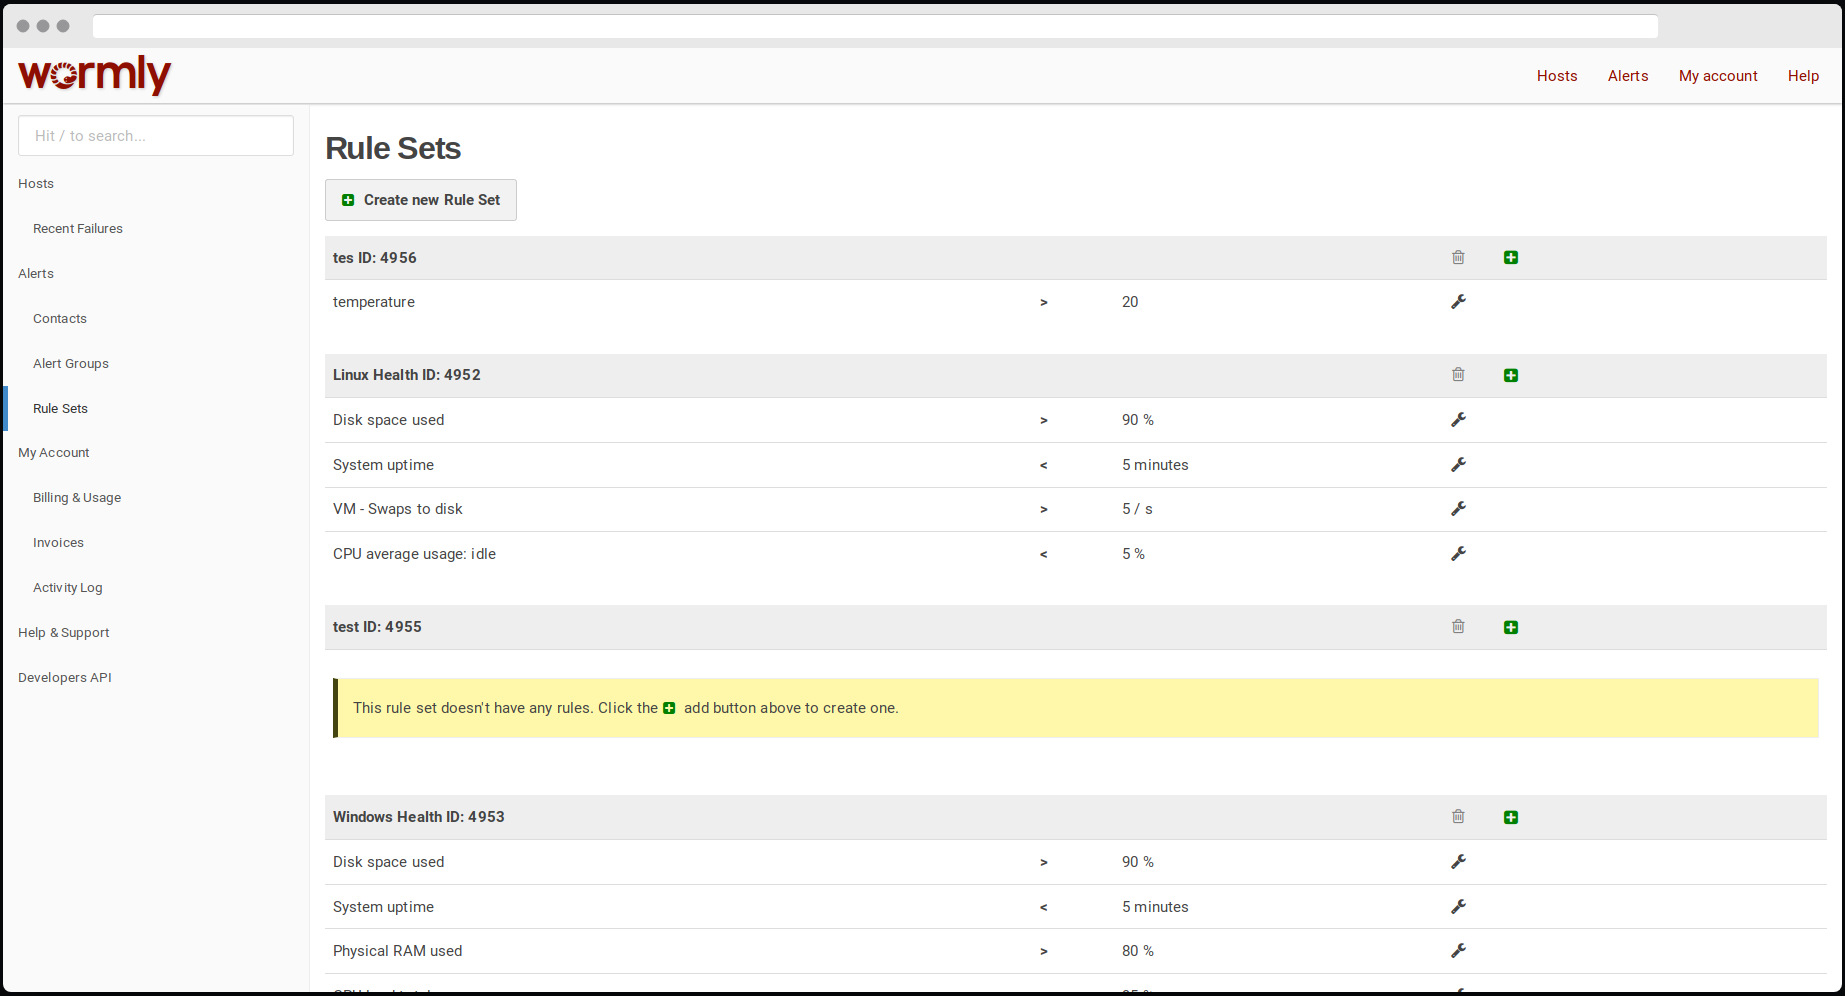 wormly
Hosts Alerts My account Help
Hit / to search...
Hosts
Recent Failures
Alerts
Contacts
Alert Groups
Rule Sets
My Account
Billing & Usage
Invoices
Activity Log
Help & Support
Developers API
Rule Sets
Create new Rule Set
tes ID: 4956
temperature > 20
Linux Health ID: 4952
Disk space used > 90 %
System uptime < 5 minutes
VM - Swaps to disk > 5 / s
CPU average usage: idle < 5 %
test ID: 4955
This rule set doesn't have any rules. Click the add button above to create one.
Windows Health ID: 4953
Disk space used > 90 %
System uptime < 5 minutes
Physical RAM used > 80 %